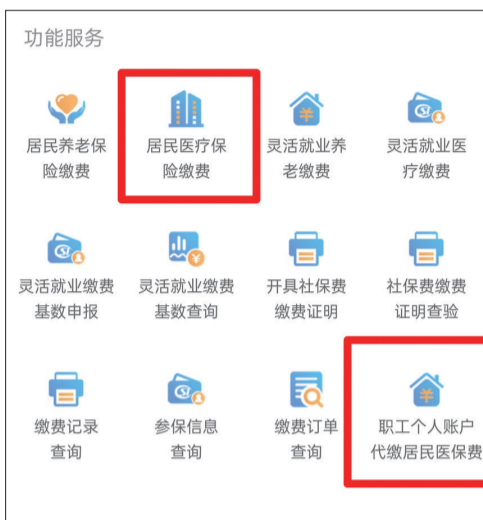 功能服务
居民养老保
险缴费
居民医疗保
险缴费
灵活就业养
老缴费
灵活就业医
疗缴费
灵活就业缴费
基数申报
灵活就业缴费
基数查询
开具社保费
缴费证明
社保费缴费
证明查验
缴费记录
查询
参保信息
查询
缴费订单
查询
职工个人账户
代缴居民医保费